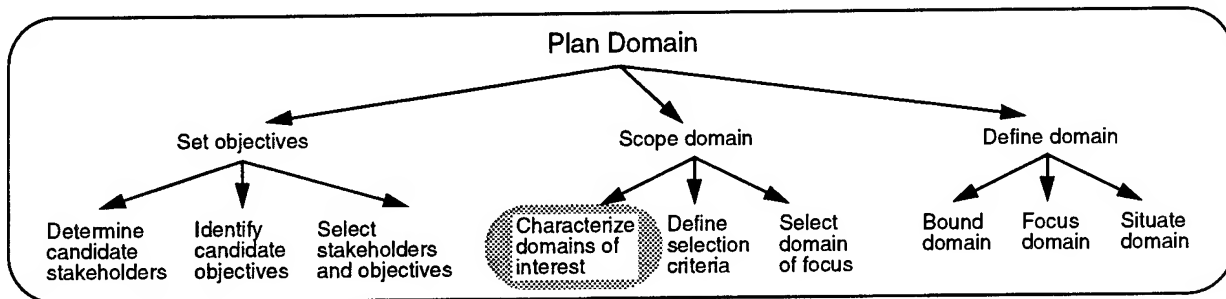 Plan Domain
Set objectives
Scope domain
Define domain
Determine
candidate
stakeholders
Identify
candidate
objectives
Select
stakeholders
and objectives
Characterize
domains of
interest
Define
selection
criteria
Select
domain
of focus
Bound
domain
Focus
domain
Situate
domain